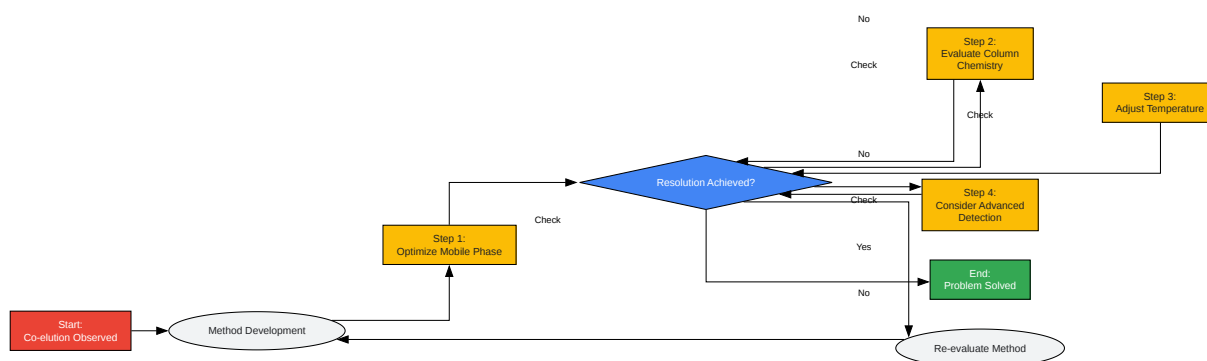 No
Step 2:
Evaluate Column
Chemistry
Check
Step 3:
Adjust Temperature
Check
No
Resolution Achieved?
Step 4:
Consider Advanced
Detection
Check
Check
Step 1:
Optimize Mobile Phase
Yes
End:
Problem Solved
No
Start:
Co-elution Observed
Method Development
Re-evaluate Method